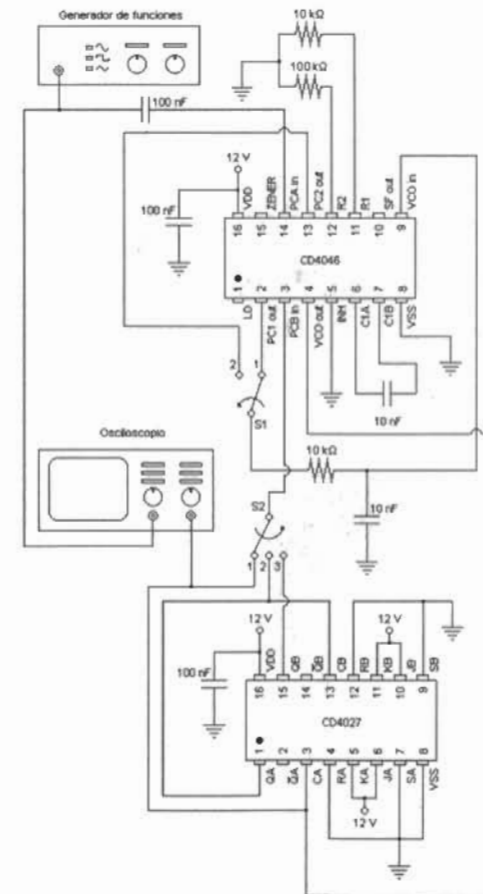 Generador de funciones
10 kΩ
100 kΩ
100 nF
12 V
100 nF
VDD
ZENER
PCA in
PC2 out
R2
R1
SF out
VCO in
16
15
14
13
12
11
10
9
CD4046
1
2
3
4
5
6
7
8
LD
PC1 out
PCB in
VCO out
INH
C1A
C1B
VSS
2
1
S1
10 nF
Osciloscopio
10 kΩ
10 nF
S2
1
2
3
12 V
12 V
100 nF
VDD
QB
Q̅B
CB
RB
KB
JB
SB
16
15
14
13
12
11
10
9
CD4027
1
2
3
4
5
6
7
8
QA
Q̅A
CA
RA
KA
JA
SA
VSS
12 V